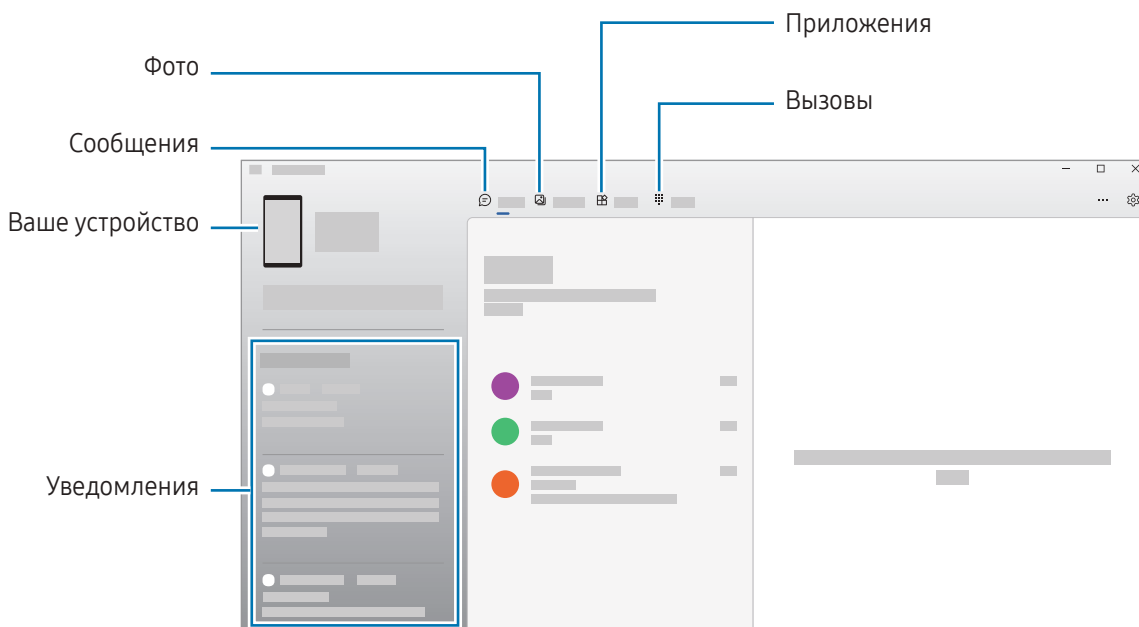 Приложения
Фото
Вызовы
Сообщения
Ваше устройство
Уведомления